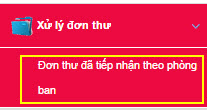 Xử lý đơn thư
Đơn thư đã tiếp nhận theo phòng
ban